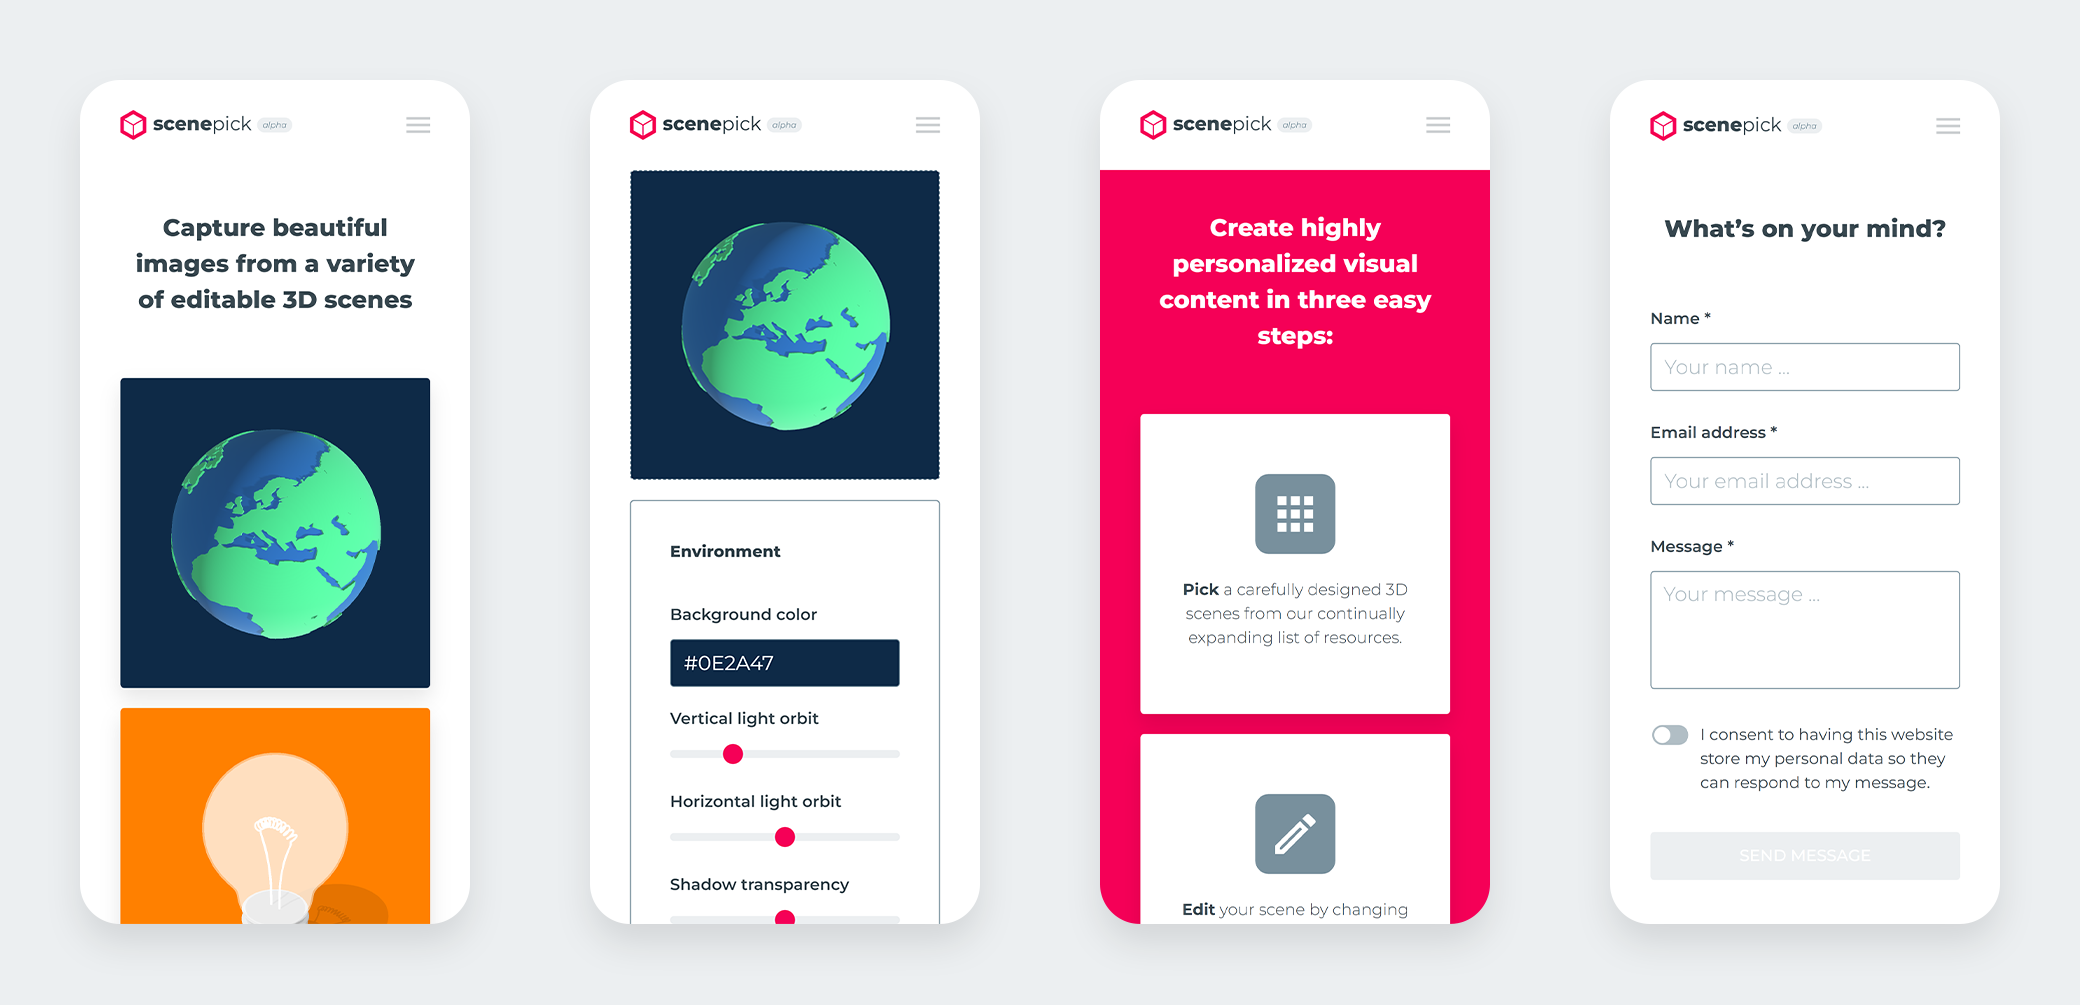 scenepick alpha
Capture beautiful
images from a variety
of editable 3D scenes
scenepick alpha
Environment
Background color
#0E2A47
Vertical light orbit
Horizontal light orbit
Shadow transparency
scenepick alpha
Create highly
personalized visual
content in three easy
steps:
Pick a carefully designed 3D
scenes from our continually
expanding list of resources.
Edit your scene by changing
scenepick alpha
What's on your mind?
Name *
Your name ...
Email address *
Your email address ...
Message *
Your message ...
I consent to having this website
store my personal data so they
can respond to my message.
SEND MESSAGE